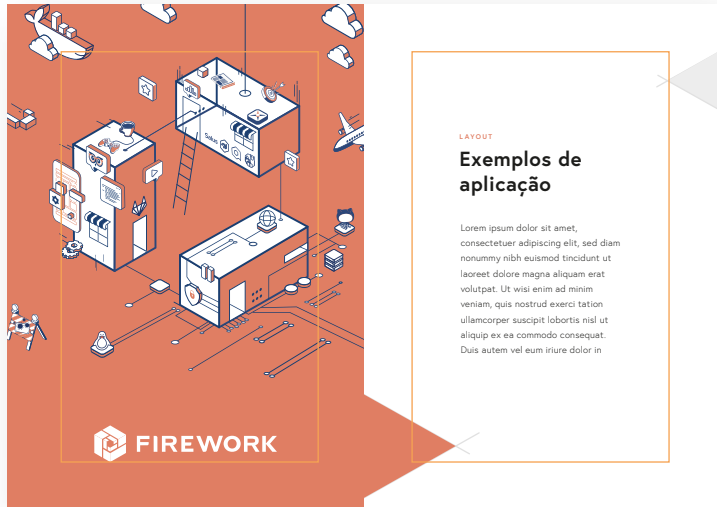 Salus
FIREWORK
LAYOUT
Exemplos de
aplicação
Lorem ipsum dolor sit amet,
consectetuer adipiscing elit, sed diam
nonummy nibh euismod tincidunt ut
laoreet dolore magna aliquam erat
volutpat. Ut wisi enim ad minim
veniam, quis nostrud exerci tation
ullamcorper suscipit lobortis nisl ut
aliquip ex ea commodo consequat.
Duis autem vel eum iriure dolor in